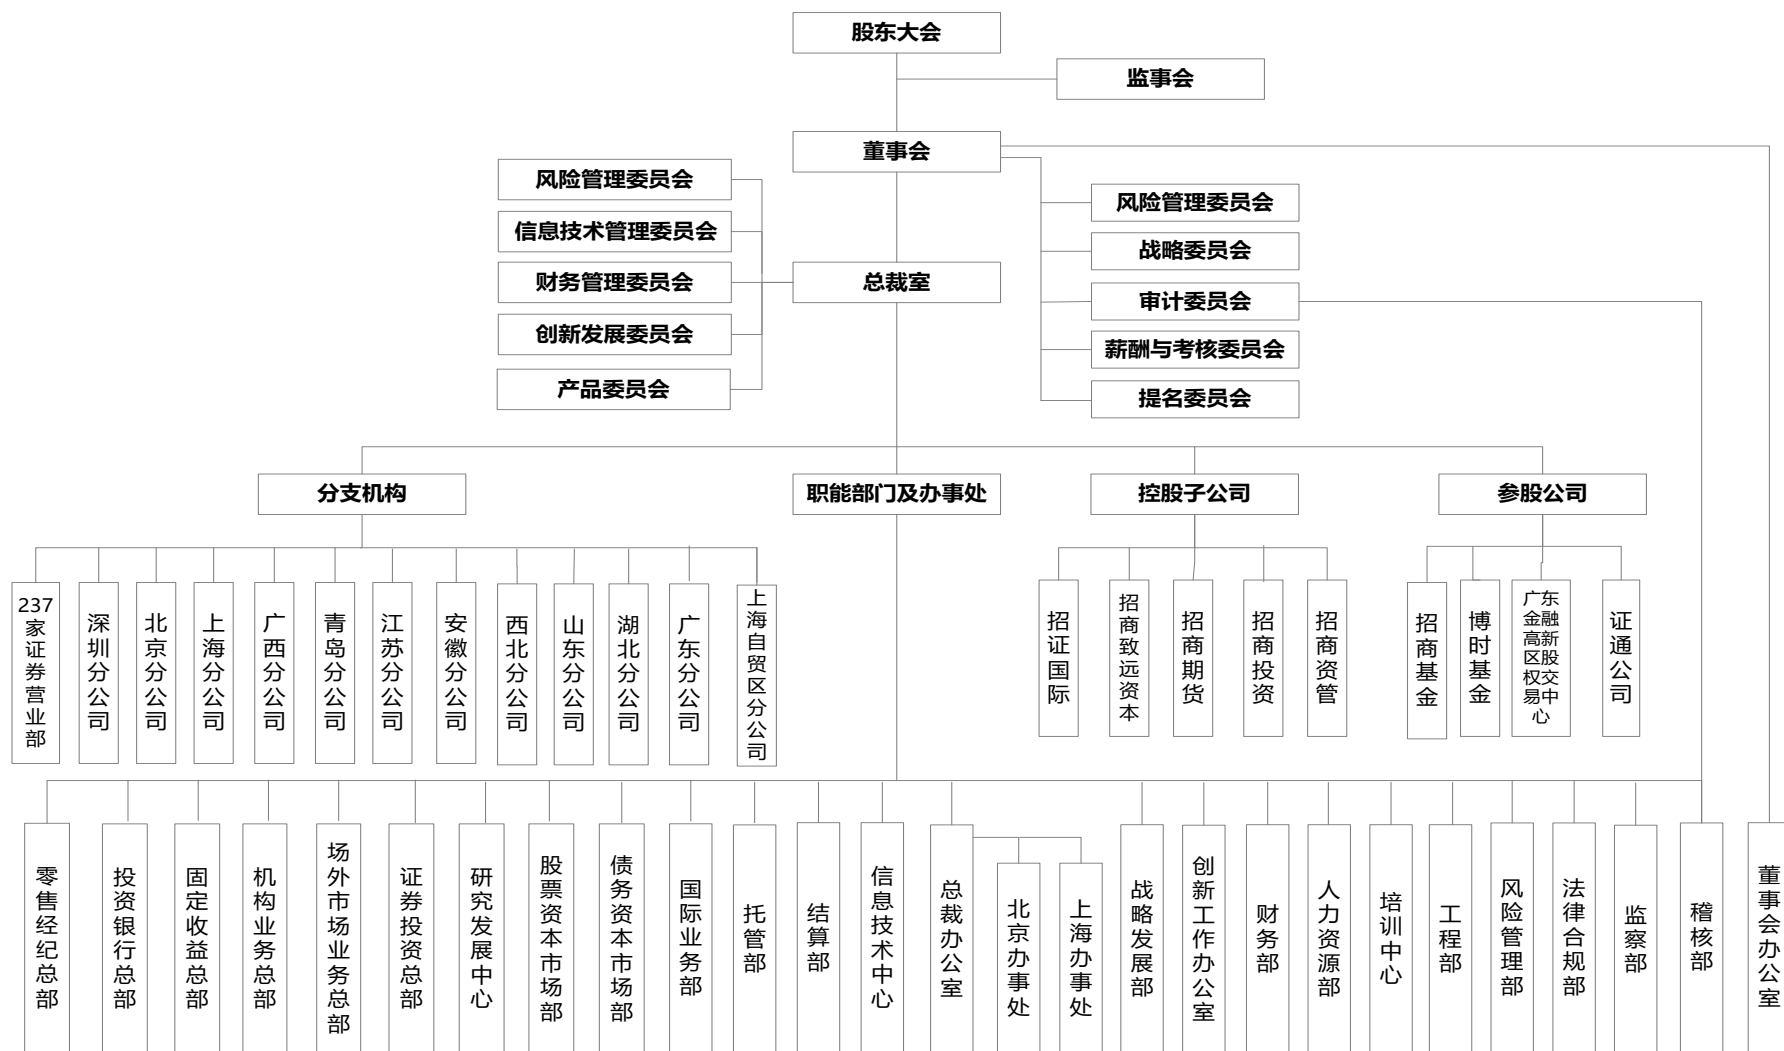 股东大会
监事会
董事会
风险管理委员会
信息技术管理委员会
财务管理委员会
创新发展委员会
产品委员会
总裁室
风险管理委员会
战略委员会
审计委员会
薪酬与考核委员会
提名委员会
分支机构
职能部门及办事处
控股子公司
参股公司
237家证券营业部
深圳分公司
北京分公司
上海分公司
广西分公司
青岛分公司
江苏分公司
安徽分公司
西北分公司
山东分公司
湖北分公司
广东分公司
上海自贸区分公司
招证国际
招商致远资本
招商期货
招商投资
招商资管
招商基金
博时基金
广东金融高新区股权交易中心
证通公司
零售经纪总部
投资银行总部
固定收益总部
机构业务总部
场外市场业务总部
证券投资总部
研究发展中心
股票资本市场部
债务资本市场部
国际业务部
托管部
结算部
信息技术中心
总裁办公室
北京办事处
上海办事处
战略发展部
创新工作办公室
财务部
人力资源部
培训中心
工程部
风险管理部
法律合规部
监察部
稽核部
董事会办公室